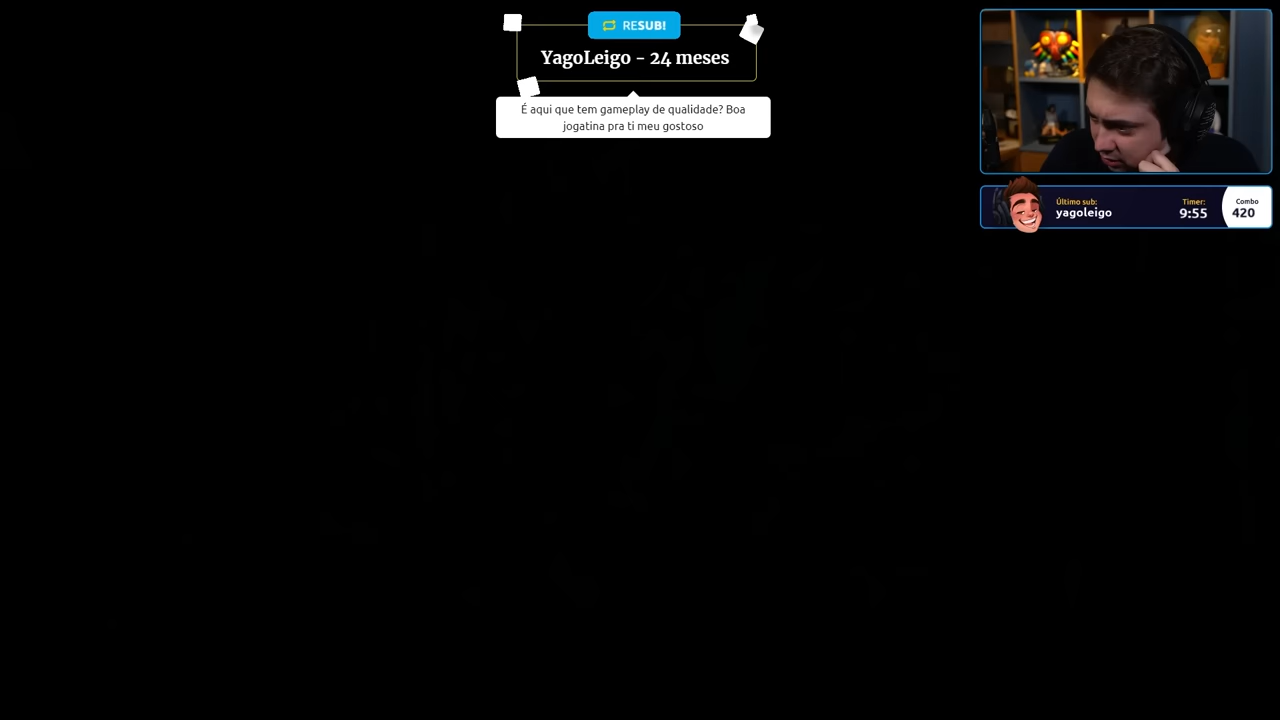 RESUB!
YagoLeigo - 24 meses
É aqui que tem gameplay de qualidade? Boa
jogatina pra ti meu gostoso
Último sub:
yagoleigo
Timer:
9:55
Combo
420